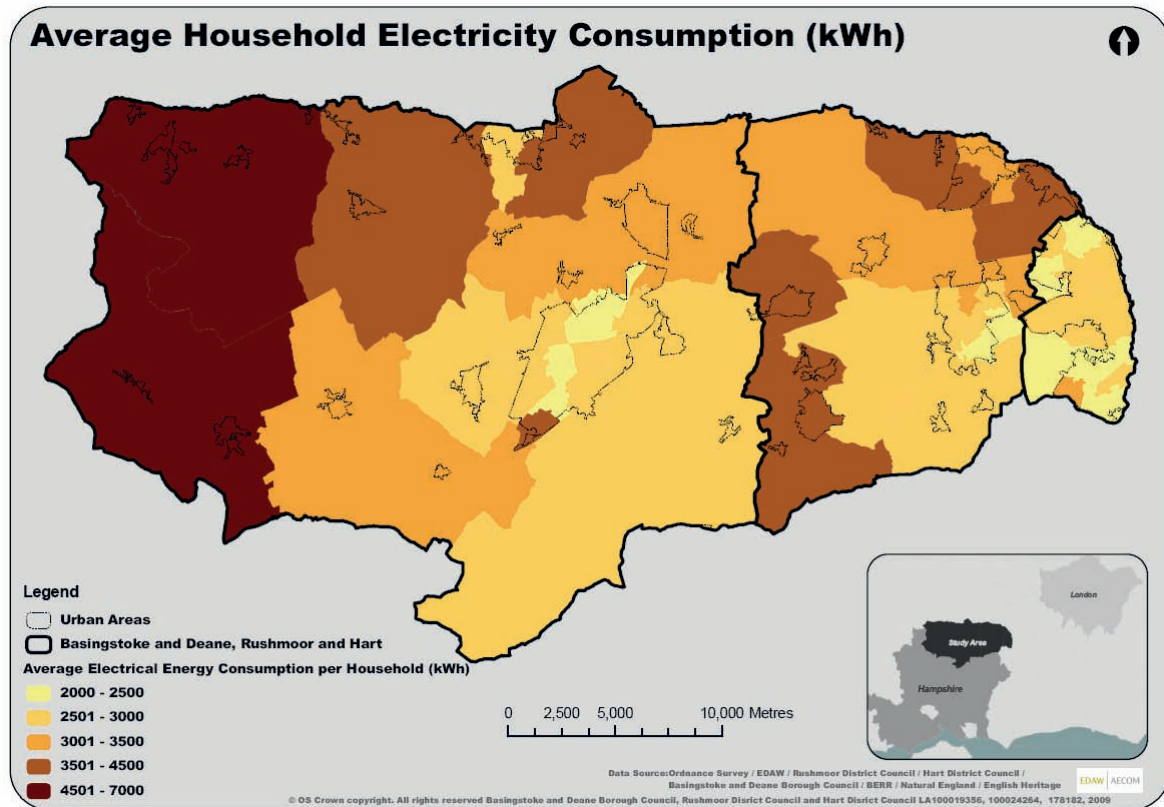 Average Household Electricity Consumption (kWh)
London
Study Area
Hampshire
Legend
Urban Areas
Basingstoke and Deane, Rushmoor and Hart
Average Electrical Energy Consumption per Household (kWh)
2000 - 2500
2501 - 3000
3001 - 3500
3501 - 4500
4501 - 7000
0 2,500 5,000 10,000 Metres
Data Source:Ordnance Survey / EDAW / Rushmoor District Council / Hart District Council /
Basingstoke and Deane Borough Council / BERR / Natural England / English Heritage
EDAW AECOM
© OS Crown copyright. All rights reserved Basingstoke and Deane Borough Council, Rushmoor Disrict Council and Hart District Council LA100019356, 100024264, 178182, 2009